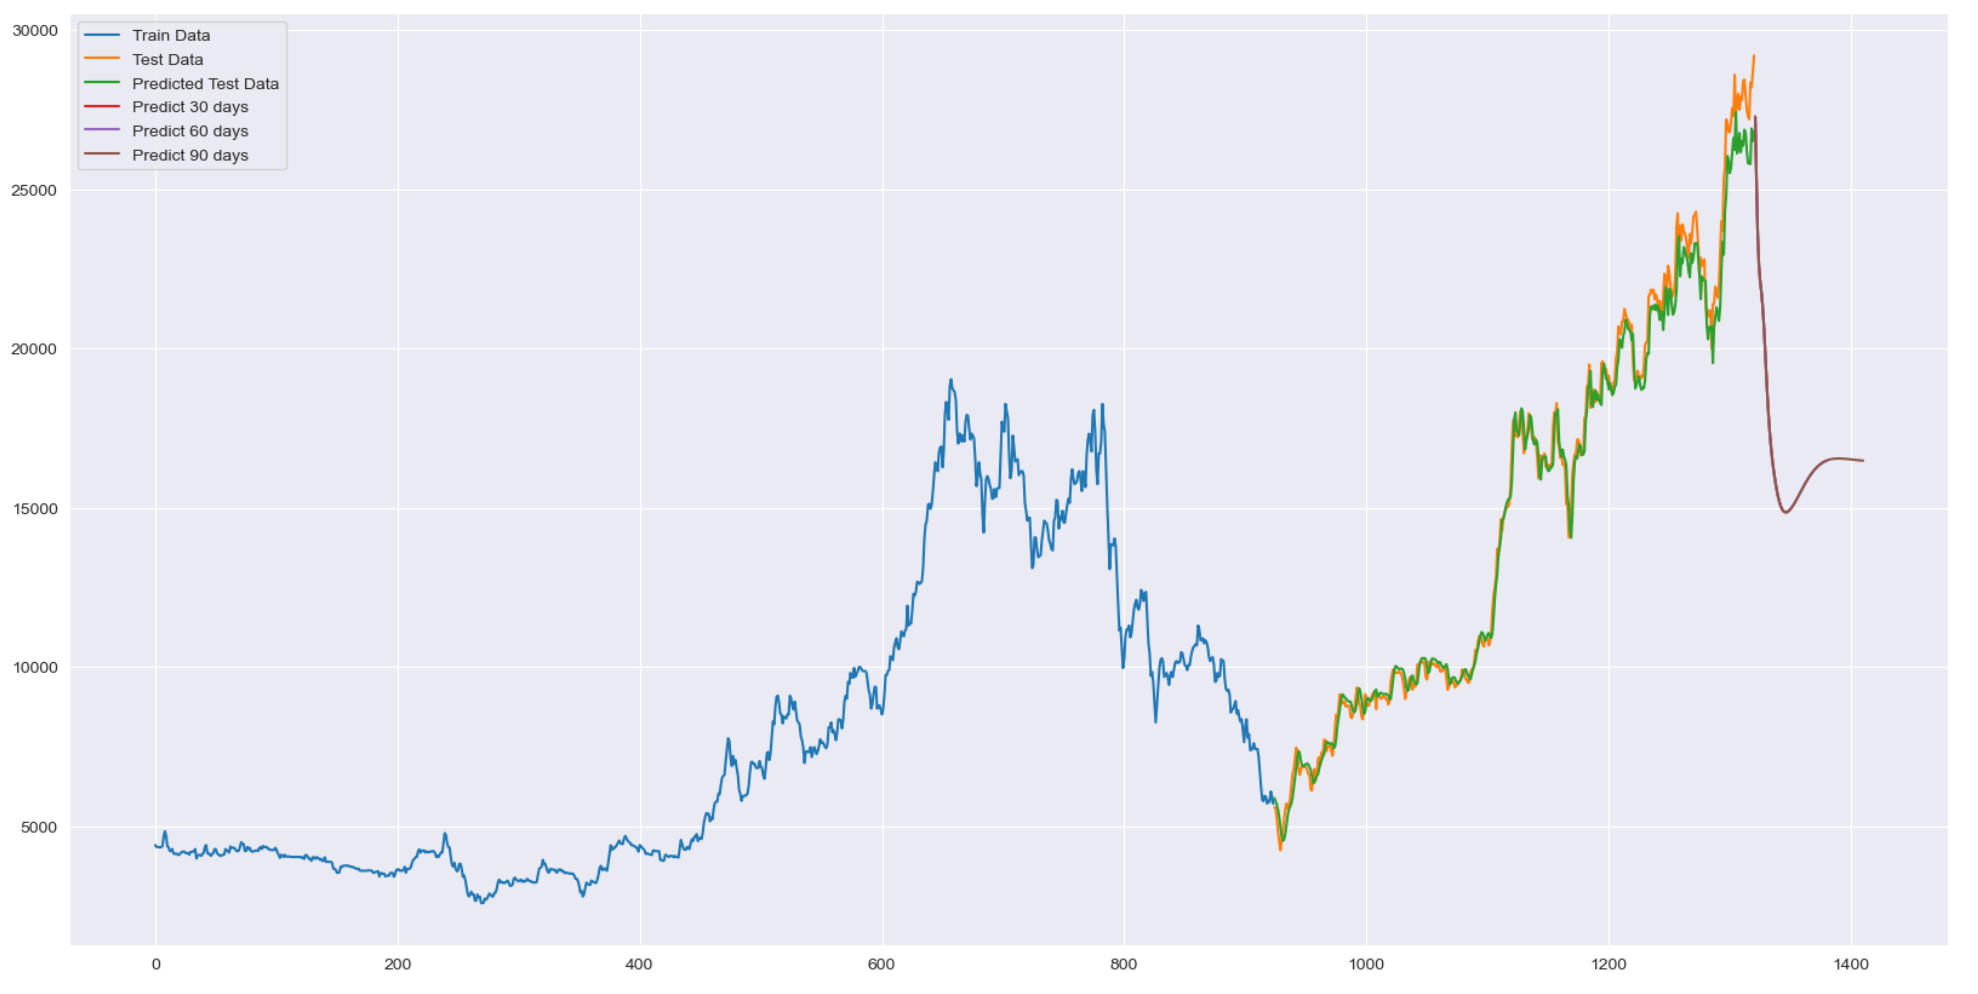 30000
25000
20000
15000
10000
5000
Train Data
Test Data
Predicted Test Data
Predict 30 days
Predict 60 days
Predict 90 days
0 200 400 600 800 1000 1200 1400